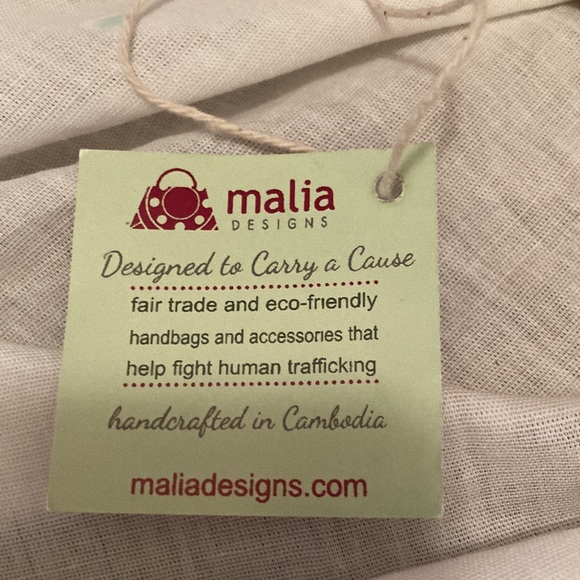 malia
DESIGNS
Designed to Carry a Cause
fair trade and eco-friendly
handbags and accessories that
help fight human trafficking
handcrafted in Cambodia
maliadesigns.com